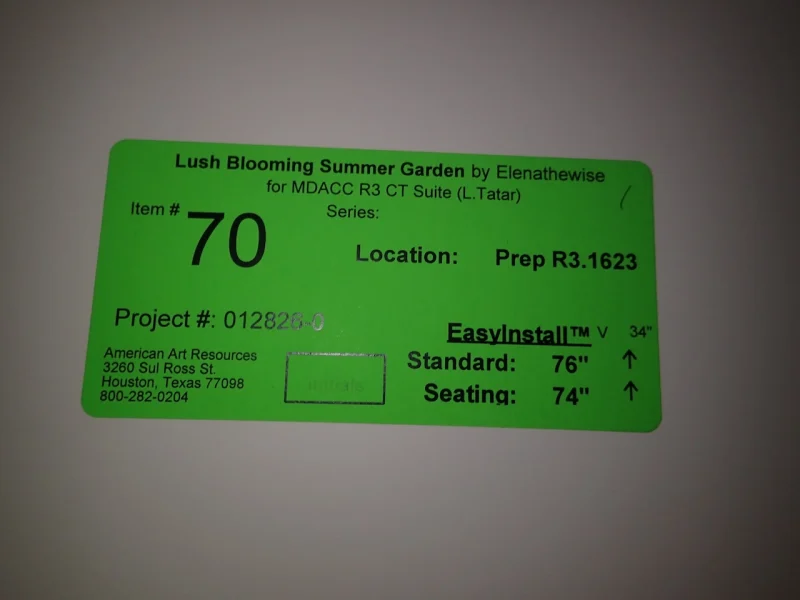 Lush Blooming Summer Garden by Elenathewise
for MDACC R3 CT Suite (L.Tatar)
Item # 70
Series:
Location: Prep R3.1623
Project #: 012826-0
EasyInstall™ V 34"
Standard: 76" ↑
Seating: 74" ↑
American Art Resources
3260 Sul Ross St.
Houston, Texas 77098
800-282-0204